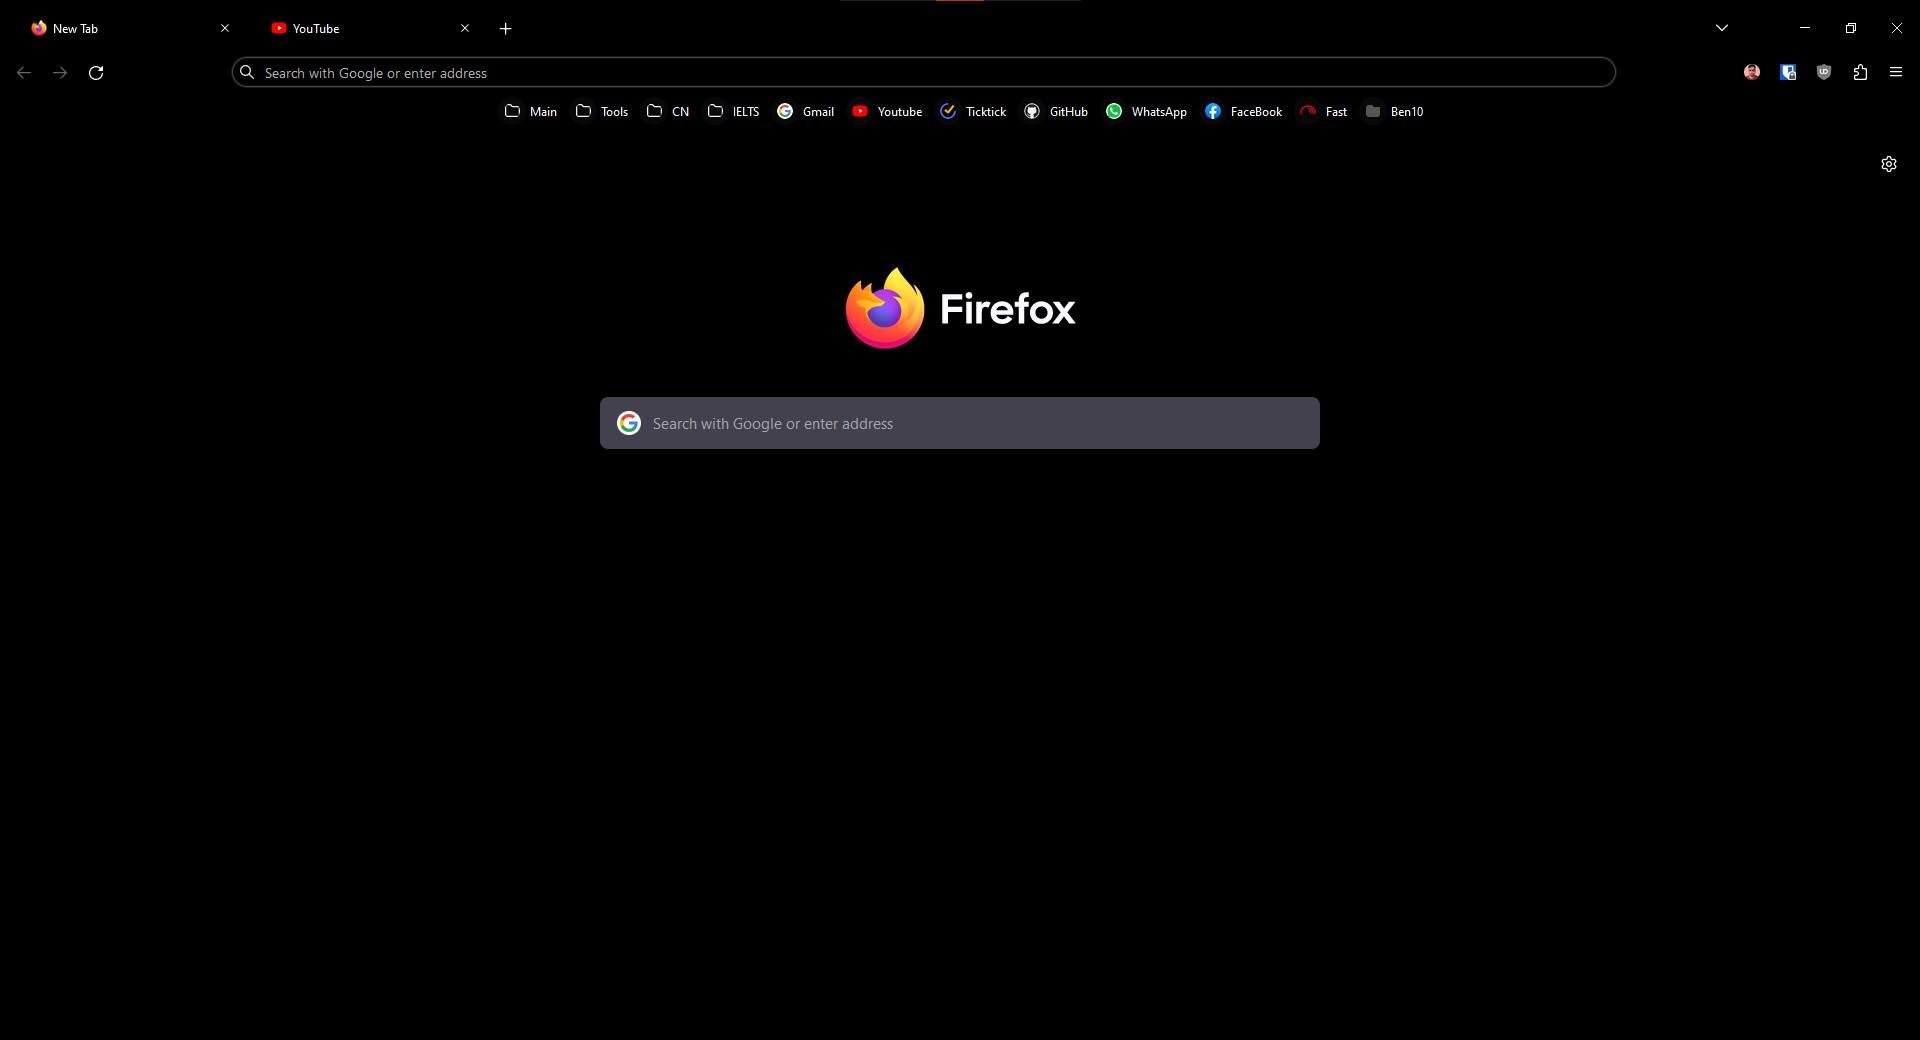 New Tab
YouTube
Search with Google or enter address
Main Tools CN IELTS Gmail Youtube Ticktick GitHub WhatsApp FaceBook Fast Ben10
Firefox
Search with Google or enter address